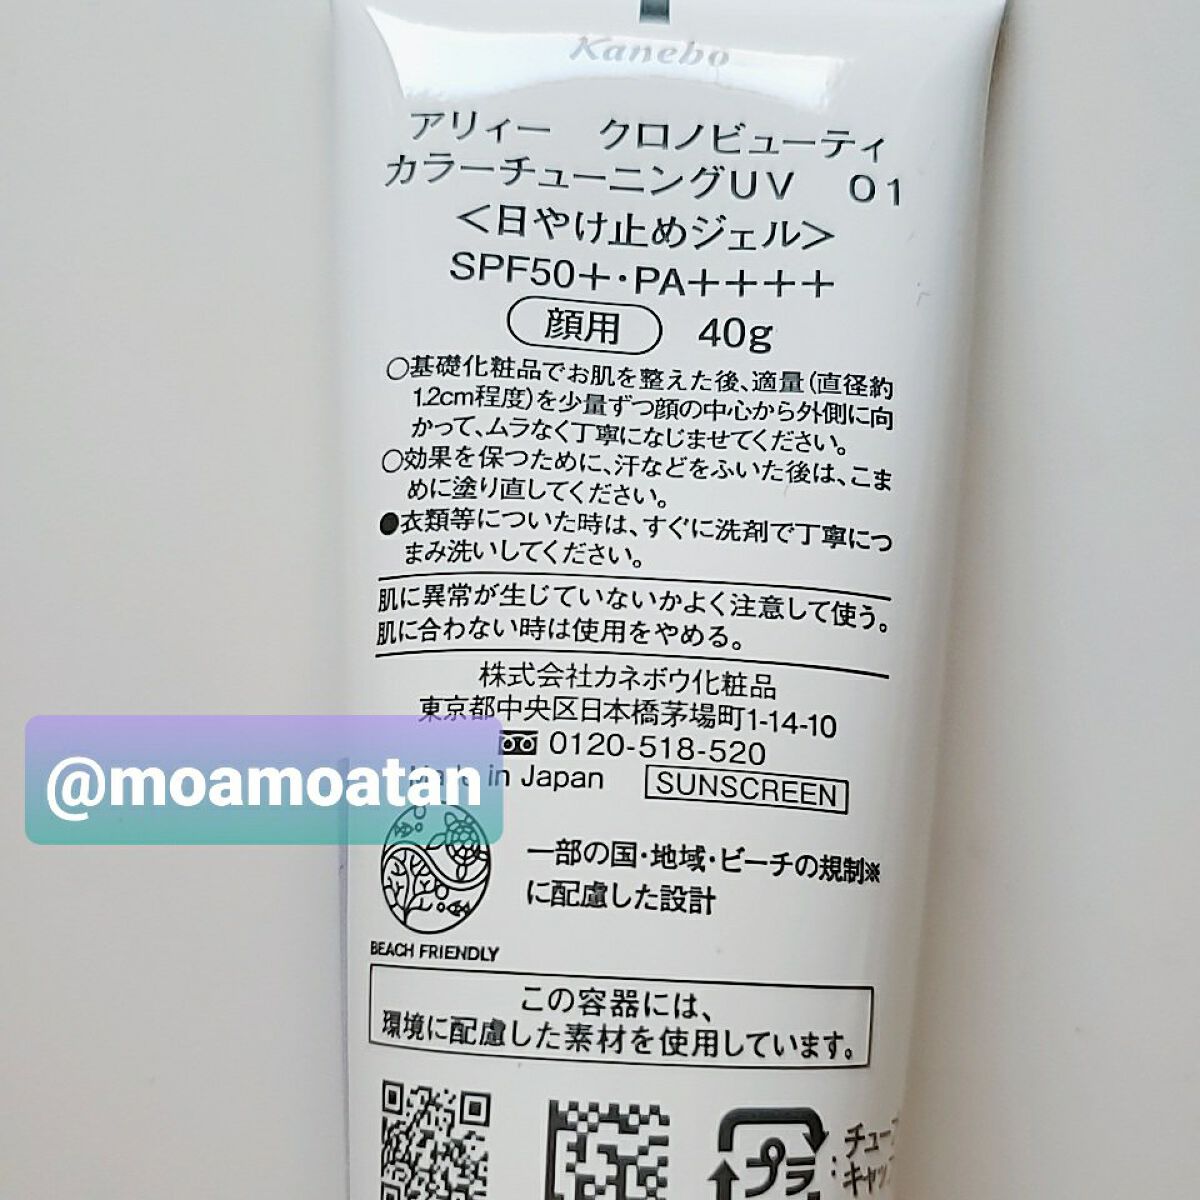 Kanebo
アリィー クロノビューティ
カラーチューニングUV 01
<日やけ止めジェル>
SPF50+・PA++++
顔用 40g
○基礎化粧品でお肌を整えた後、適量(直径約
1.2cm程度)を少量ずつ顔の中心から外側に向
かって、ムラなく丁寧になじませてください。
○効果を保つために、汗などをふいた後は、こま
めに塗り直してください。
●衣類等についた時は、すぐに洗剤で丁寧につ
まみ洗いしてください。
肌に異常が生じていないかよく注意して使う。
肌に合わない時は使用をやめる。
株式会社カネボウ化粧品
東京都中央区日本橋茅場町1-14-10
0120-518-520
Made in Japan SUNSCREEN
@moamoatan
一部の国・地域・ビーチの規制※
に配慮した設計
BEACH FRIENDLY
この容器には、
環境に配慮した素材を使用しています。
プラ
:チューブ
キャップ